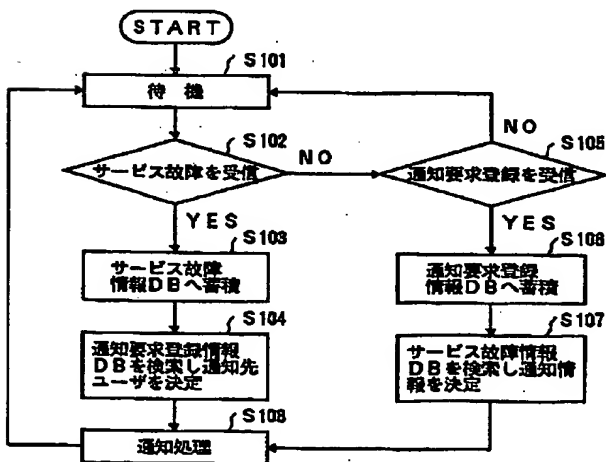 START
S101
待 機
S102
サービス故障を受信
NO
S105
通知要求登録を受信
NO
YES
S103
サービス故障
情報DBへ蓄積
YES
S106
通知要求登録
情報DBへ蓄積
S104
通知要求登録情報
DBを検索し通知先
ユーザを決定
S107
サービス故障情報
DBを検索し通知情
報を決定
S108
通知処理